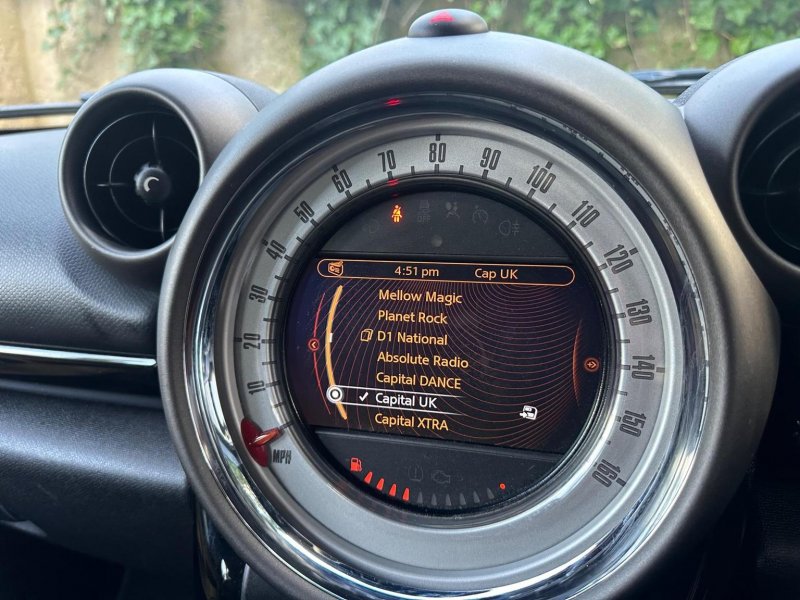 10
20
30
40
50
60
70
80
90
100
110
120
130
140
150
160
MPH
4:51 pm Cap UK
Mellow Magic
Planet Rock
D1 National
Absolute Radio
Capital DANCE
✓ Capital UK
Capital XTRA